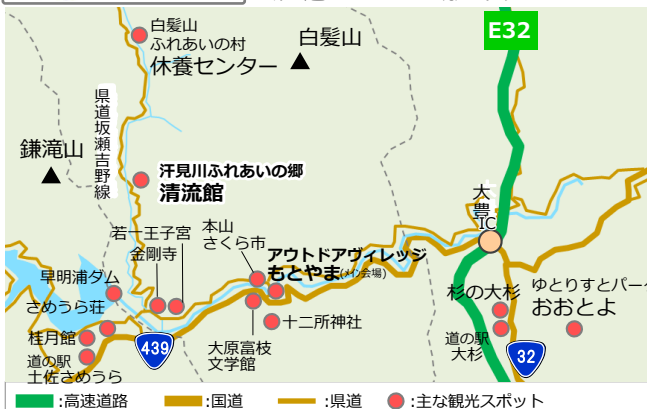 E32
白髪山
ふれあいの村
休養センター
白髪山
県道坂瀬吉野線
鎌滝山
汗見川ふれあいの郷
清流館
大豊
IC
若一王子宮
金剛寺
本山
さくら市
アウトドアヴィレッジ
もとやま(メイン会場)
早明浦ダム
さめうら荘
杉の大杉
ゆとりすとパーク
おおとよ
桂月館
十二所神社
道の駅
土佐さめうら
439
大原富枝
文学館
道の駅
大杉
32
:高速道路
:国道
:県道
:主な観光スポット